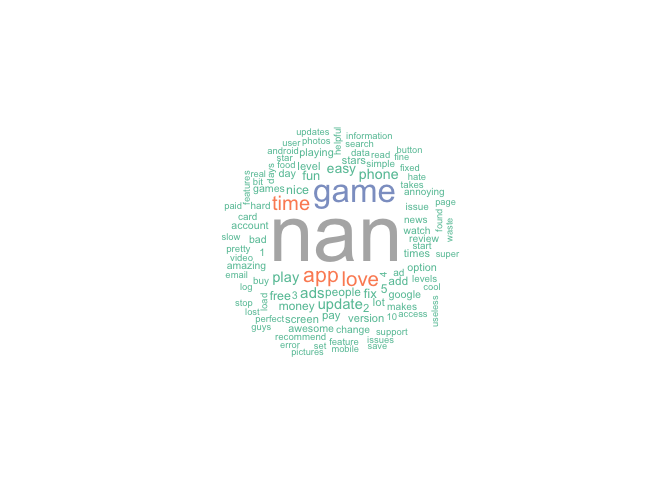 updates
helpful
information
user
photos
search
android
playing
data
read
button
star
stars
simple
fine
food
level
easy
fixed
real
days
day
fun
phone
hate
bit
features
games
nice
game
takes
annoying
paid
hard
time
issue
page
card
nan
news
found
waste
account
watch
slow
bad
review
start
pretty
1
times
super
video
amazing
option
email
play
app
love
4
ad
levels
log
buy
add
cool
free
3
ads
people
fix
5
google
stop
load
money
update
2
lot
makes
useless
lost
perfect
screen
pay
version
10
access
guys
awesome
change
support
recommend
feature
issues
error
set
mobile
save
pictures